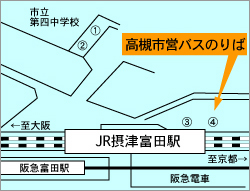 市立
第四中学校
①
②
高槻市営バスのりば
③
④
←至大阪
JR摂津富田駅
至京都→
阪急富田駅
阪急電車